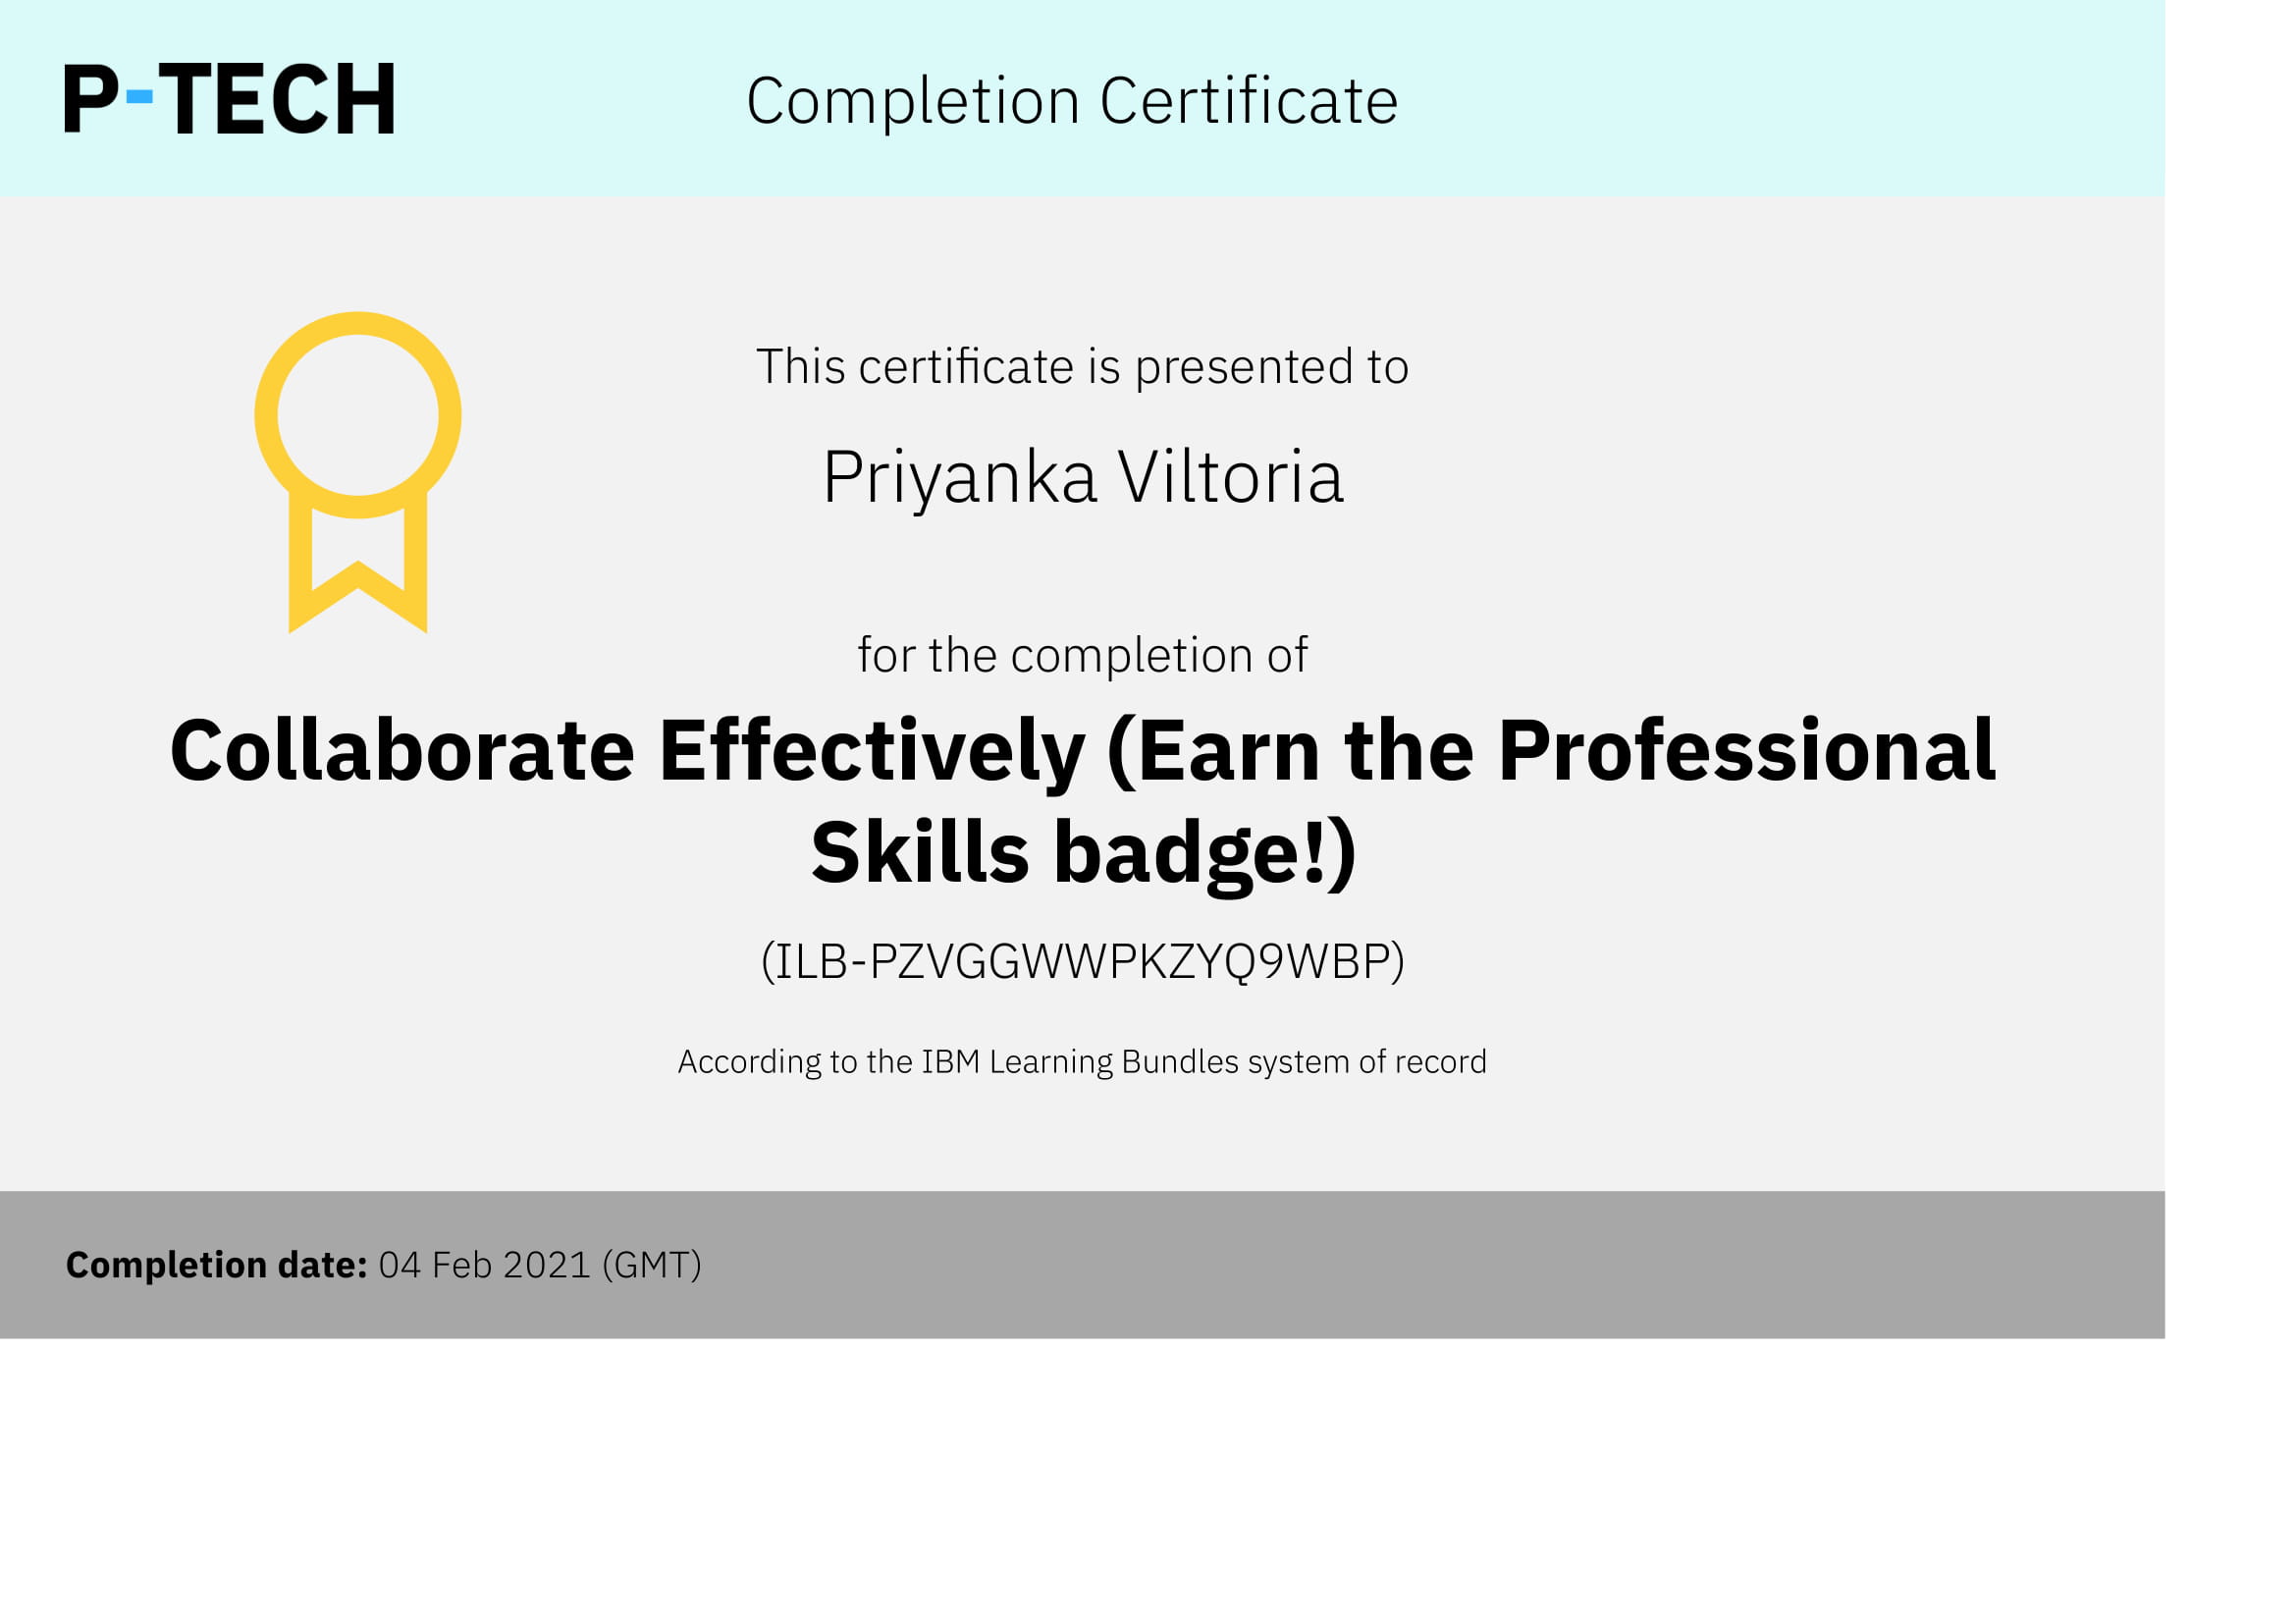 P-TECH
Completion Certificate
This certificate is presented to
Priyanka Viltoria
for the completion of
Collaborate Effectively (Earn the Professional
Skills badge!)
(ILB-PZVGGWWPKZYQ9WBP)
According to the IBM Learning Bundles system of record
Completion date: 04 Feb 2021 (GMT)